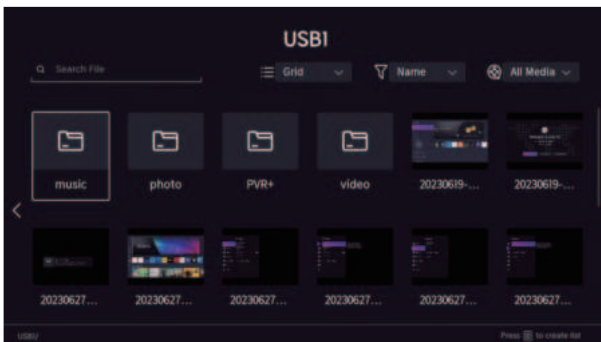 USB1
Search File
Grid
Name
All Media
music
photo
PVR+
video
20230619-...
20230619-...
20230627...
20230627...
20230627...
20230627...
20230627...
20230627...
USB1/
Press to create list